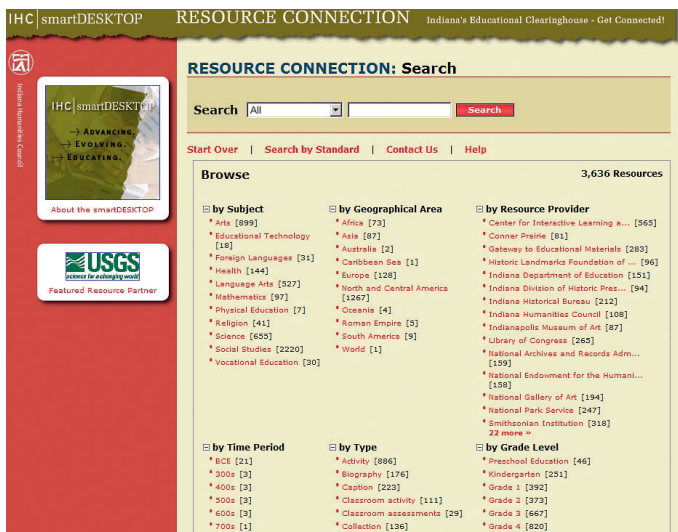 IHC smartDESKTOP
RESOURCE CONNECTION
Indiana's Educational Clearinghouse - Get Connected!
Indiana Humanities Council
IHC smartDESKTOP
ADVANCING.
EVOLVING.
EDUCATING.
About the smartDESKTOP
USGS
science for a changing world
Featured Resource Partner
RESOURCE CONNECTION: Search
Search All Search
Start Over | Search by Standard | Contact Us | Help
Browse 3,636 Resources
by Subject
Arts [899]
Educational Technology
[18]
Foreign Languages [31]
Health [144]
Language Arts [527]
Mathematics [97]
Physical Education [7]
Religion [41]
Science [655]
Social Studies [2220]
Vocational Education [30]
by Geographical Area
Africa [73]
Asia [87]
Australia [2]
Caribbean Sea [1]
Europe [128]
North and Central America
[1267]
Oceania [4]
Roman Empire [5]
South America [9]
World [1]
by Resource Provider
Center for Interactive Learning a... [565]
Conner Prairie [81]
Gateway to Educational Materials [283]
Historic Landmarks Foundation of ... [96]
Indiana Department of Education [151]
Indiana Division of Historic Pres... [94]
Indiana Historical Bureau [212]
Indiana Humanities Council [108]
Indianapolis Museum of Art [87]
Library of Congress [265]
National Archives and Records Adm...
[159]
National Endowment for the Humani...
[158]
National Gallery of Art [194]
National Park Service [247]
Smithsonian Institution [318]
22 more »
by Time Period
BCE [21]
300s [3]
400s [3]
500s [3]
600s [3]
700s [1]
by Type
Activity [886]
Biography [176]
Caption [223]
Classroom activity [111]
Classroom assessments [29]
Collection [136]
by Grade Level
Preschool Education [46]
Kindergarten [251]
Grade 1 [392]
Grade 2 [373]
Grade 3 [667]
Grade 4 [820]